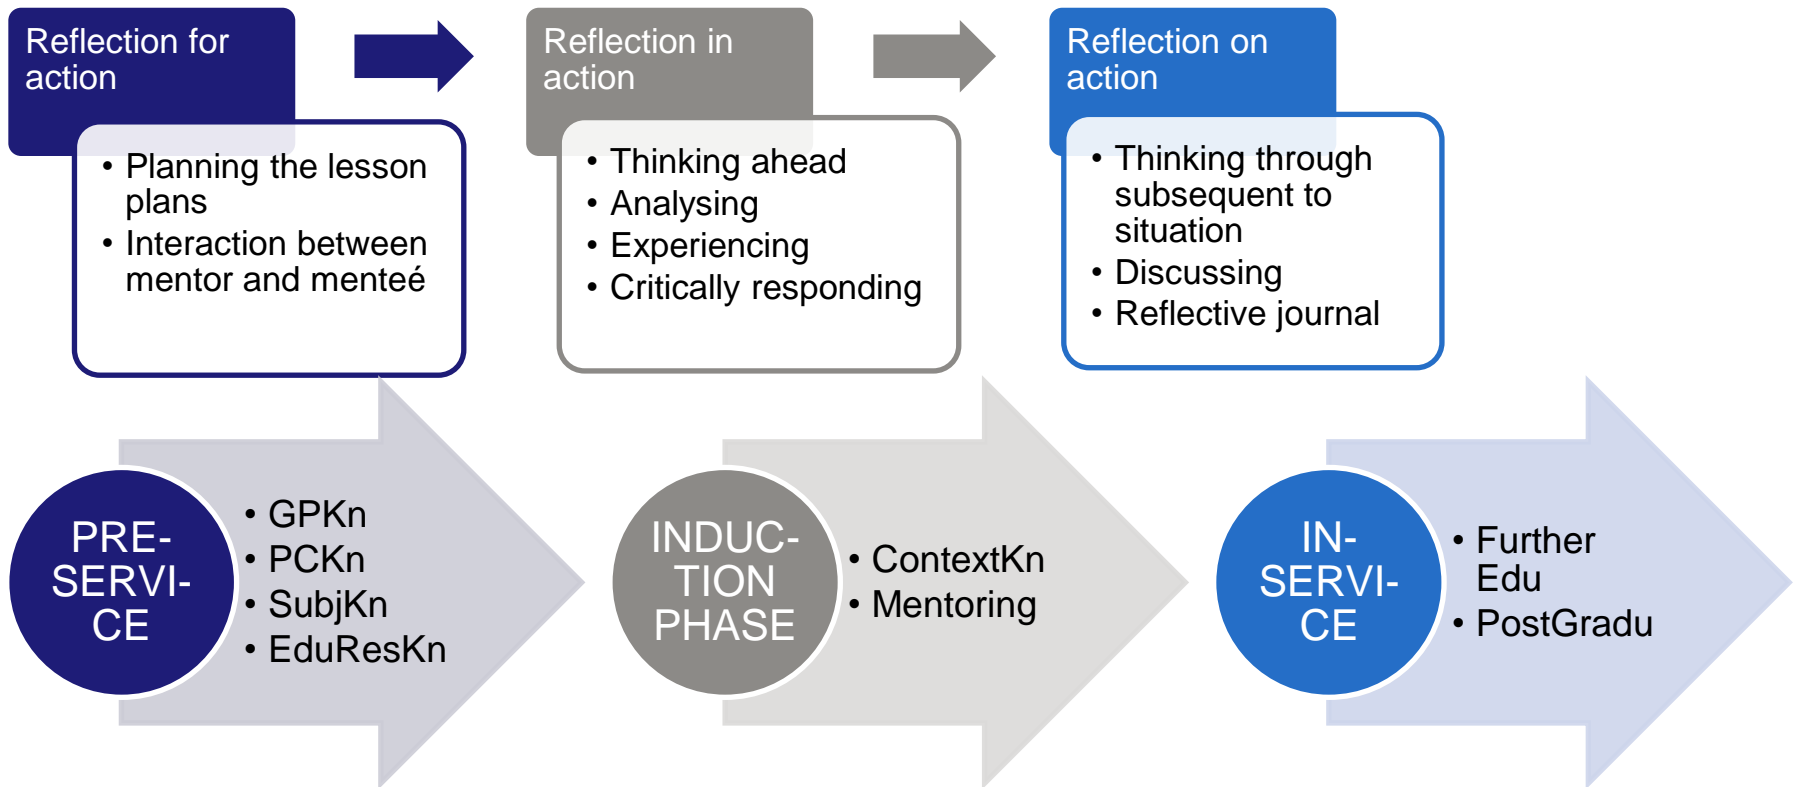 Reflection for
action
• Planning the lesson
plans
• Interaction between
mentor and menteé
Reflection in
action
• Thinking ahead
• Analysing
• Experiencing
• Critically responding
Reflection on
action
• Thinking through
subsequent to
situation
• Discussing
• Reflective journal
PRE-
SERVI-
CE
• GPKn
• PCKn
• SubjKn
• EduResKn
INDUC-
TION
PHASE
• ContextKn
• Mentoring
IN-
SERVI-
CE
• Further
Edu
• PostGradu